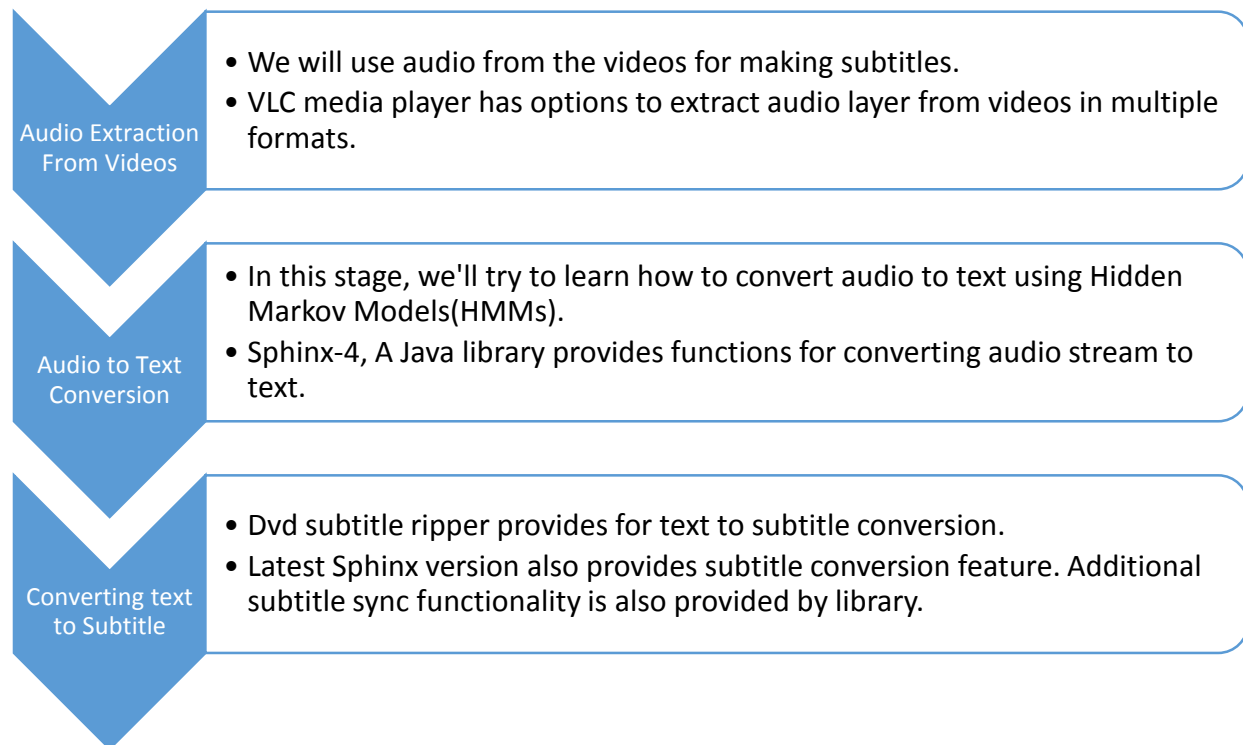 Audio Extraction
From Videos
• We will use audio from the videos for making subtitles.
• VLC media player has options to extract audio layer from videos in multiple
formats.
Audio to Text
Conversion
• In this stage, we'll try to learn how to convert audio to text using Hidden
Markov Models(HMMs).
• Sphinx-4, A Java library provides functions for converting audio stream to
text.
Converting text
to Subtitle
• Dvd subtitle ripper provides for text to subtitle conversion.
• Latest Sphinx version also provides subtitle conversion feature. Additional
subtitle sync functionality is also provided by library.